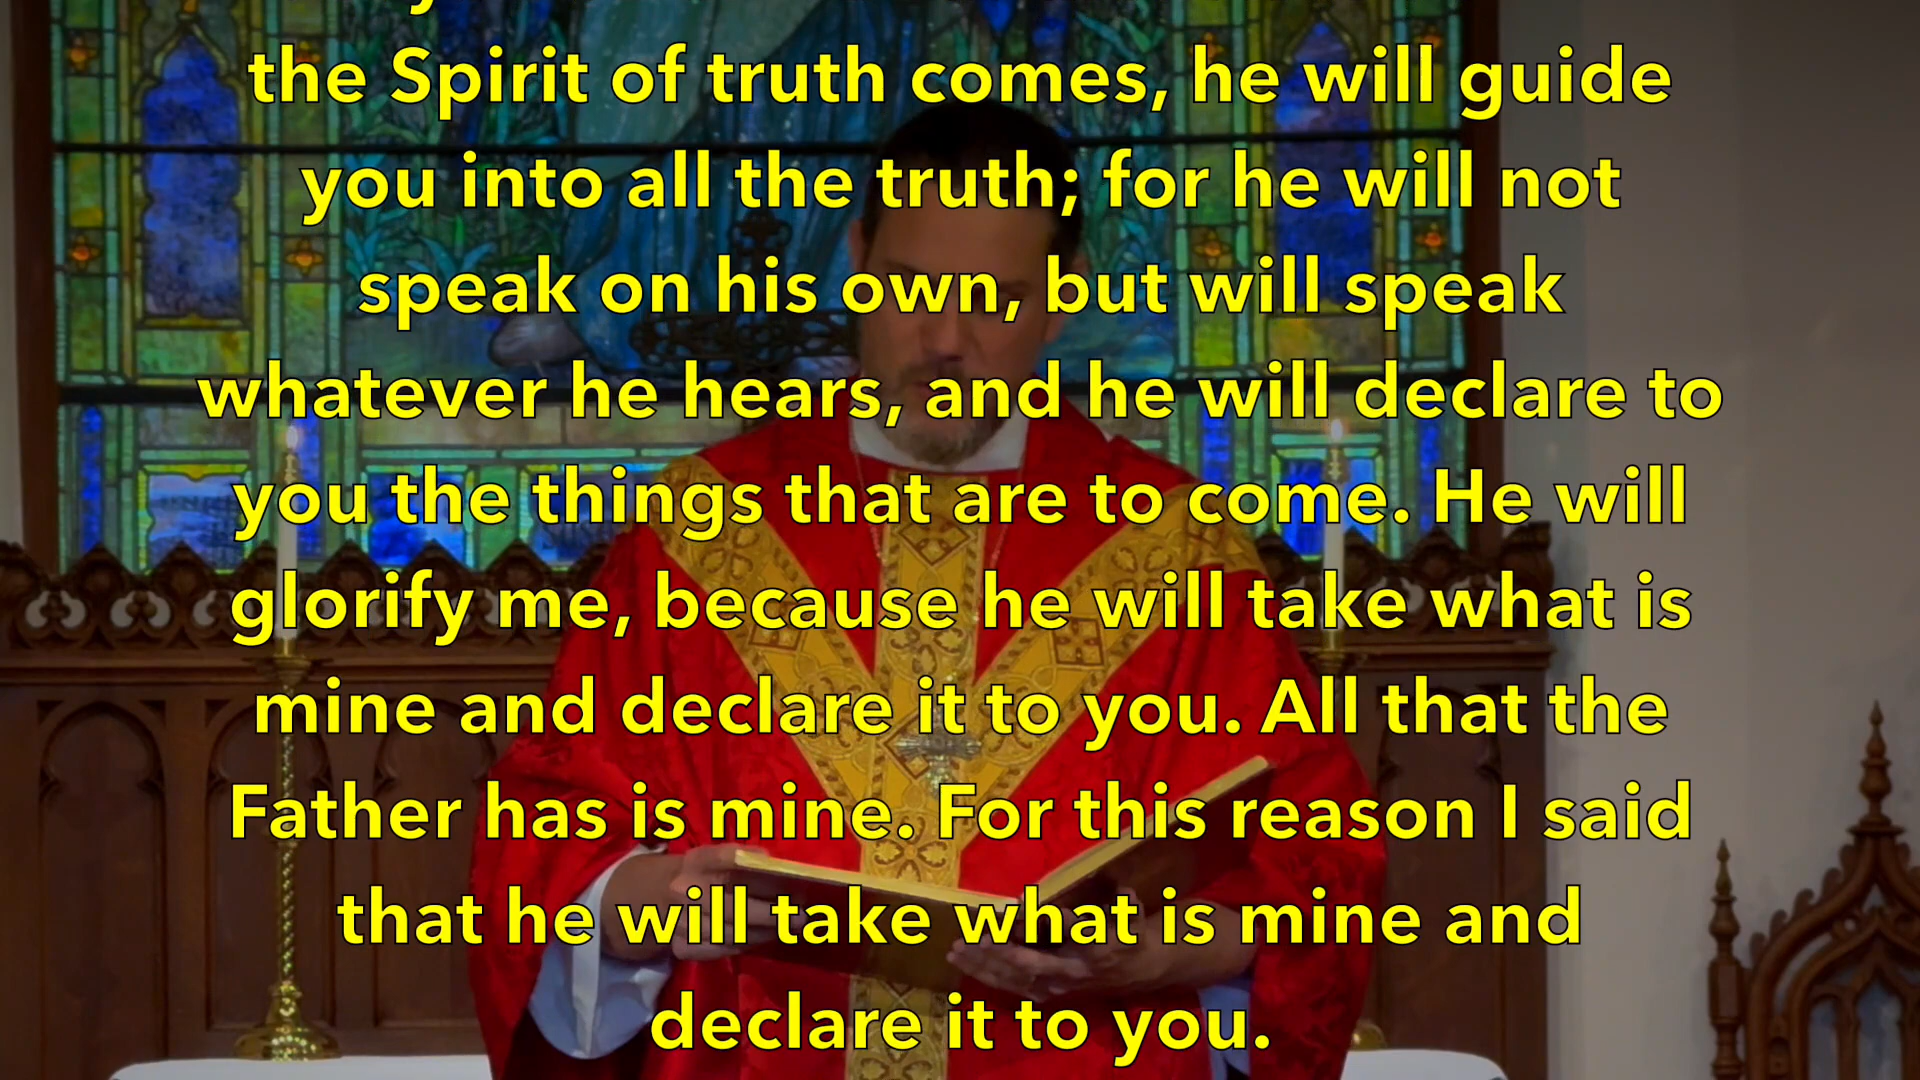 the Spirit of truth comes, he will guide
you into all the truth; for he will not
speak on his own, but will speak
whatever he hears, and he will declare to
you the things that are to come. He will
glorify me, because he will take what is
mine and declare it to you. All that the
Father has is mine. For this reason I said
that he will take what is mine and
declare it to you.